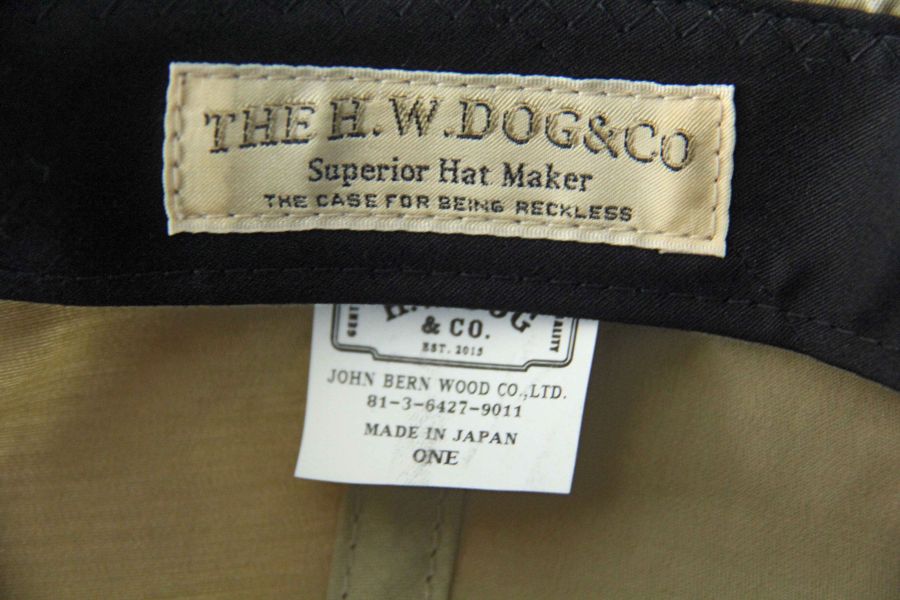 THE H.W.DOG&CO
Superior Hat Maker
THE CASE FOR BEING RECKLESS
& CO.
EST. 2015
JOHN BERN WOOD CO.,LTD.
81-3-6427-9011
MADE IN JAPAN
ONE